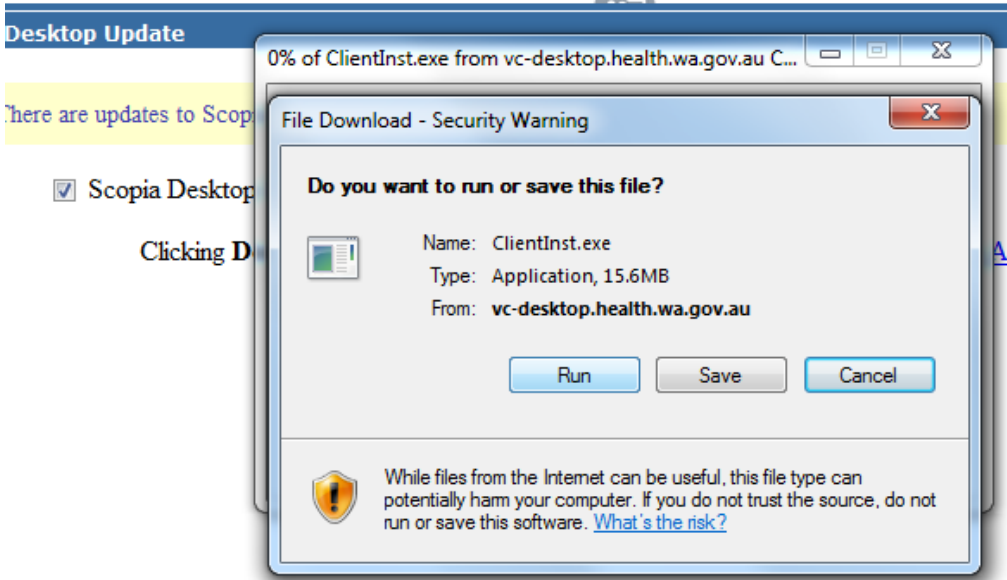 Desktop Update
0% of ClientInst.exe from vc-desktop.health.wa.gov.au C...
here are updates to Scop
File Download - Security Warning
Do you want to run or save this file?
Scopia Desktop
Name: ClientInst.exe
Clicking D
Type: Application, 15.6MB
From: vc-desktop.health.wa.gov.au
Run Save Cancel
While files from the Internet can be useful, this file type can
potentially harm your computer. If you do not trust the source, do not
run or save this software. What's the risk?